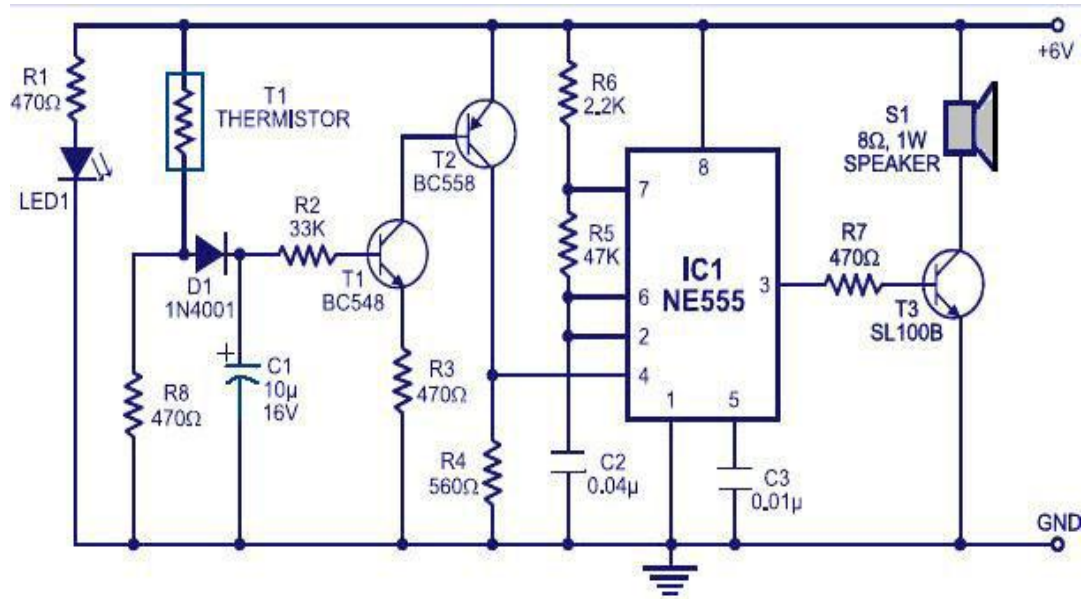 +6V
R1
470Ω
LED1
T1
THERMISTOR
D1
1N4001
R2
33K
T1
BC548
T2
BC558
R8
470Ω
+
C1
10µ
16V
R3
470Ω
R4
560Ω
R6
2.2K
R5
47K
C2
0.04µ
7
8
6
2
4
1
5
3
IC1
NE555
C3
0.01µ
R7
470Ω
T3
SL100B
S1
8Ω, 1W
SPEAKER
GND